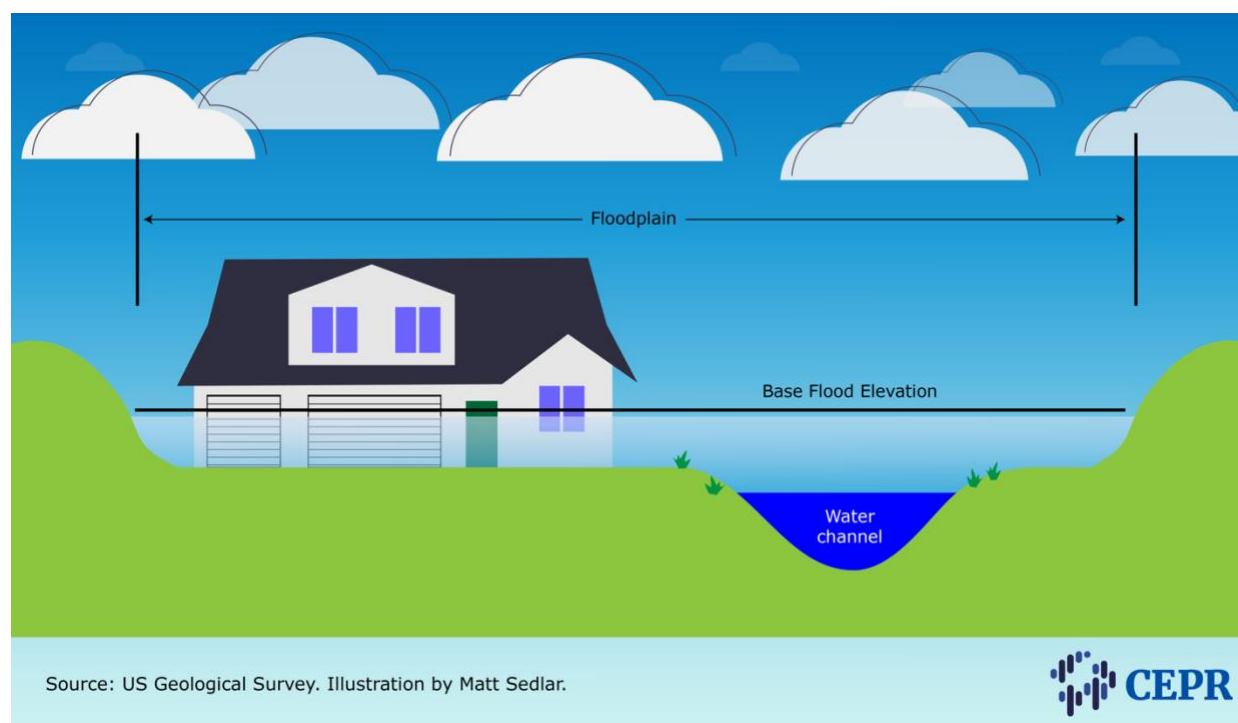 Floodplain
Base Flood Elevation
Water
channel
Source: US Geological Survey. Illustration by Matt Sedlar.
CEPR